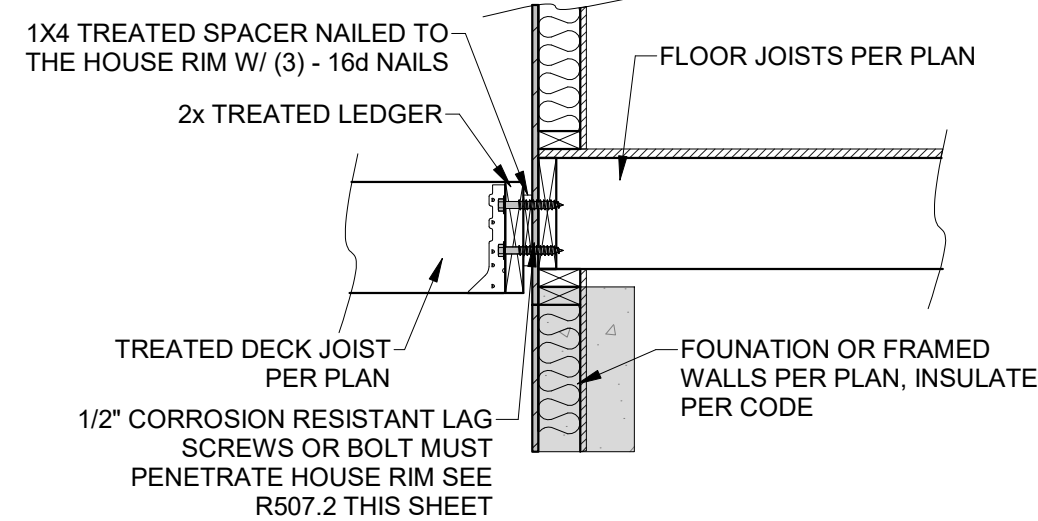 1X4 TREATED SPACER NAILED TO
THE HOUSE RIM W/ (3) - 16d NAILS
2x TREATED LEDGER
FLOOR JOISTS PER PLAN
TREATED DECK JOIST
PER PLAN
FOUNATION OR FRAMED
WALLS PER PLAN, INSULATE
PER CODE
1/2" CORROSION RESISTANT LAG
SCREWS OR BOLT MUST
PENETRATE HOUSE RIM SEE
R507.2 THIS SHEET